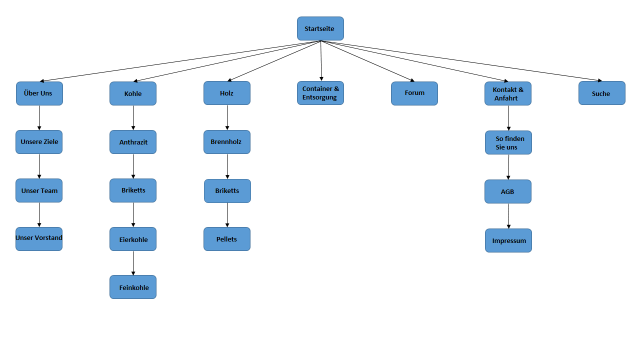 Startseite
Über Uns
Kohle
Holz
Container &
Entsorgung
Forum
Kontakt &
Anfahrt
Suche
Unsere Ziele
Anthrazit
Brennholz
So finden
Sie uns
Unser Team
Briketts
Briketts
AGB
Unser Vorstand
Eierkohle
Pellets
Impressum
Feinkohle